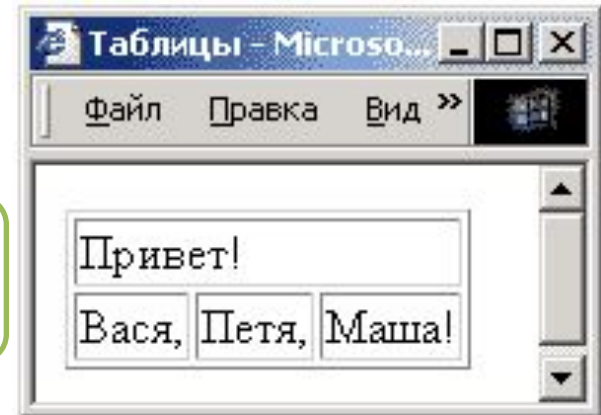 Таблицы - Microso...
Файл Правка Вид »
Привет!
Вася, Петя, Маша!